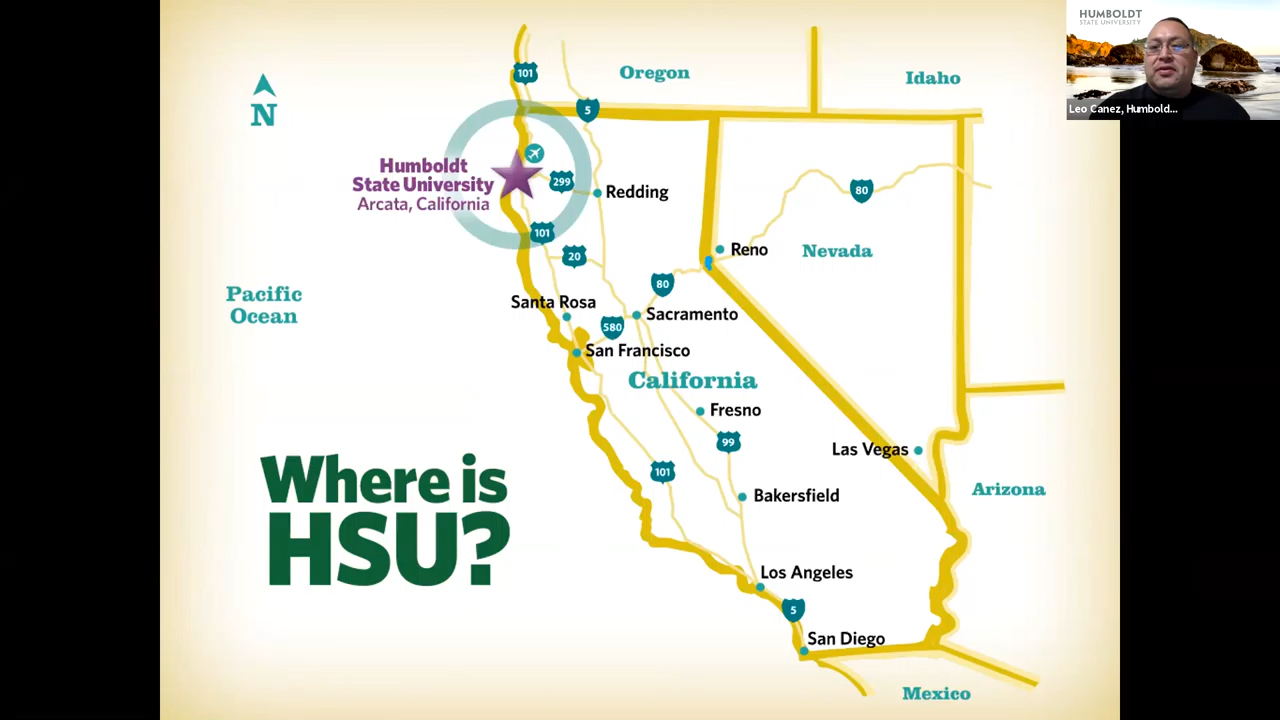 HUMBOLDT
STATE UNIVERSITY
Leo Canez, Humbold...
101
Oregon
Idaho
N
5
Humboldt
State University
Arcata, California
299
Redding
80
101
20
Reno
Nevada
Pacific
Ocean
80
Santa Rosa
580
Sacramento
San Francisco
California
Fresno
99
Las Vegas
Where is
HSU?
101
Bakersfield
Arizona
Los Angeles
5
San Diego
Mexico